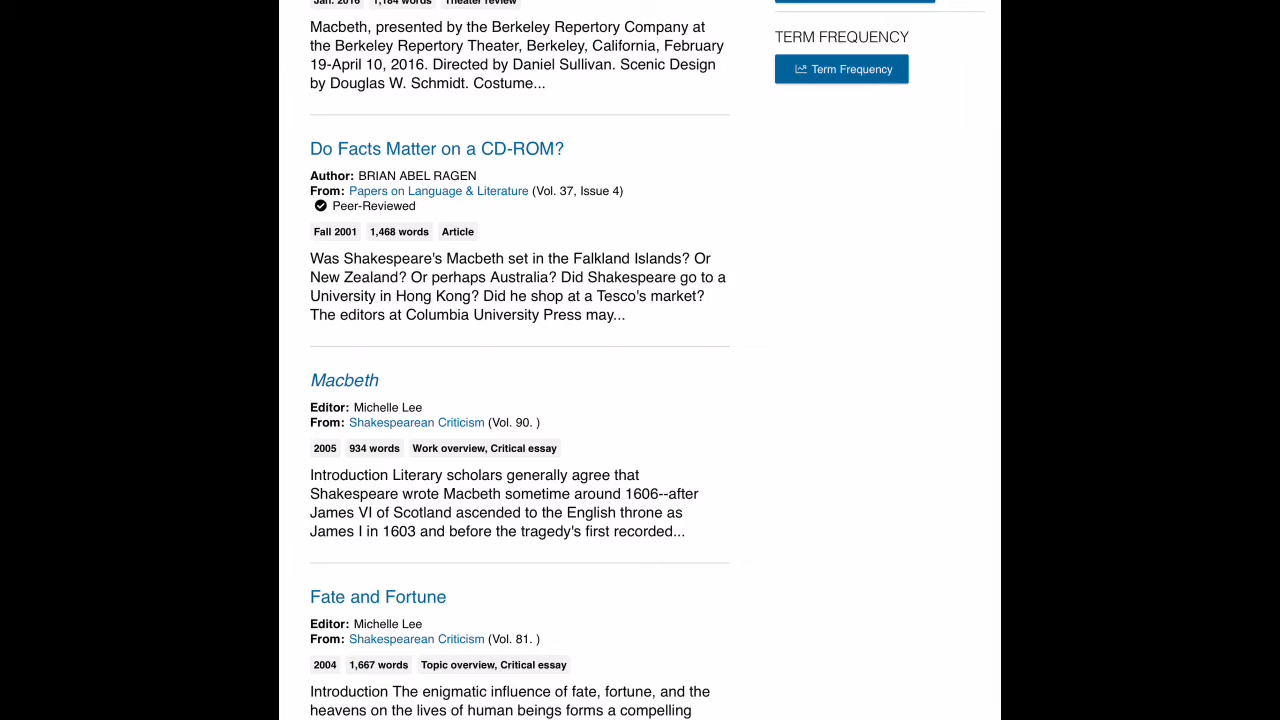 Jan. 2016 1,184 words Theater review
Macbeth, presented by the Berkeley Repertory Company at
the Berkeley Repertory Theater, Berkeley, California, February
19-April 10, 2016. Directed by Daniel Sullivan. Scenic Design
by Douglas W. Schmidt. Costume...
Do Facts Matter on a CD-ROM?
Author: BRIAN ABEL RAGEN
From: Papers on Language & Literature (Vol. 37, Issue 4)
Peer-Reviewed
Fall 2001 1,468 words Article
Was Shakespeare's Macbeth set in the Falkland Islands? Or
New Zealand? Or perhaps Australia? Did Shakespeare go to a
University in Hong Kong? Did he shop at a Tesco's market?
The editors at Columbia University Press may...
Macbeth
Editor: Michelle Lee
From: Shakespearean Criticism (Vol. 90. )
2005 934 words Work overview, Critical essay
Introduction Literary scholars generally agree that
Shakespeare wrote Macbeth sometime around 1606--after
James VI of Scotland ascended to the English throne as
James I in 1603 and before the tragedy's first recorded...
Fate and Fortune
Editor: Michelle Lee
From: Shakespearean Criticism (Vol. 81. )
2004 1,667 words Topic overview, Critical essay
Introduction The enigmatic influence of fate, fortune, and the
heavens on the lives of human beings forms a compelling
TERM FREQUENCY
Term Frequency